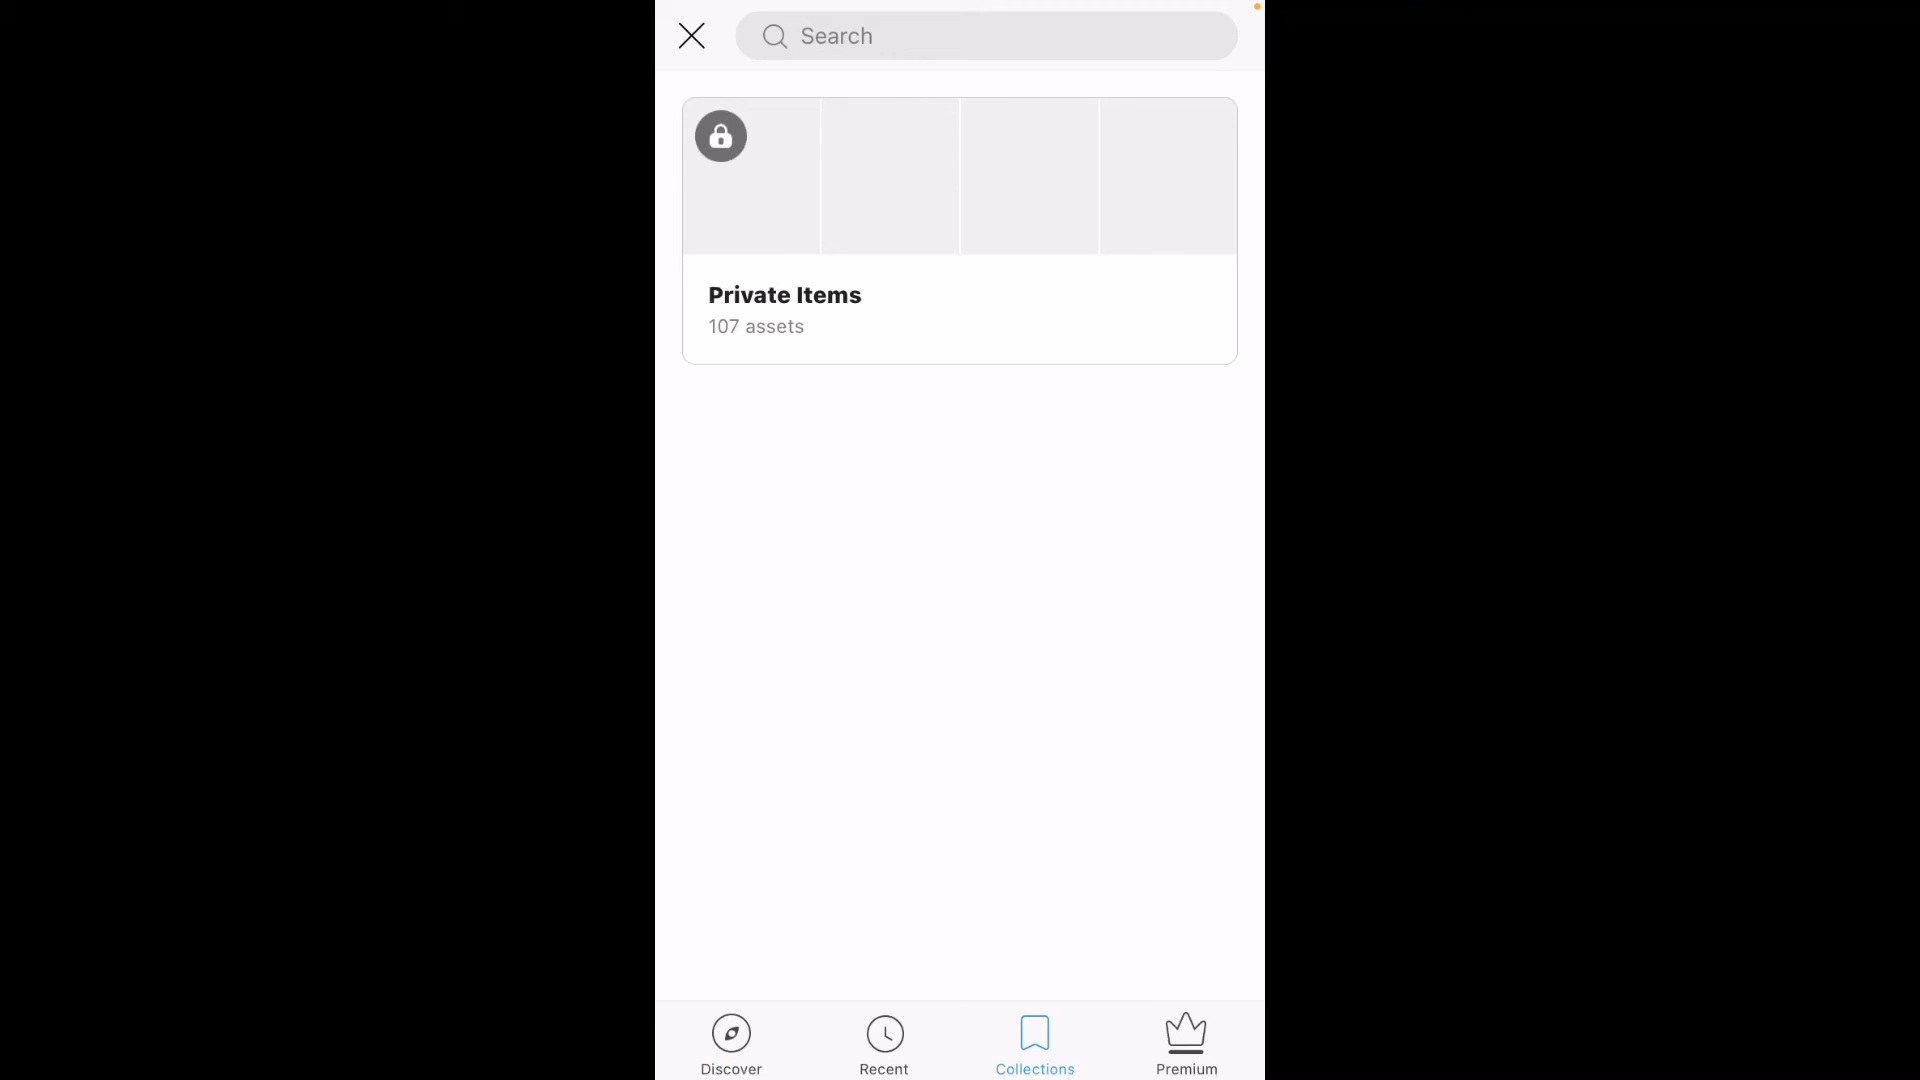 Search
Private Items
107 assets
Discover
Recent
Collections
Premium